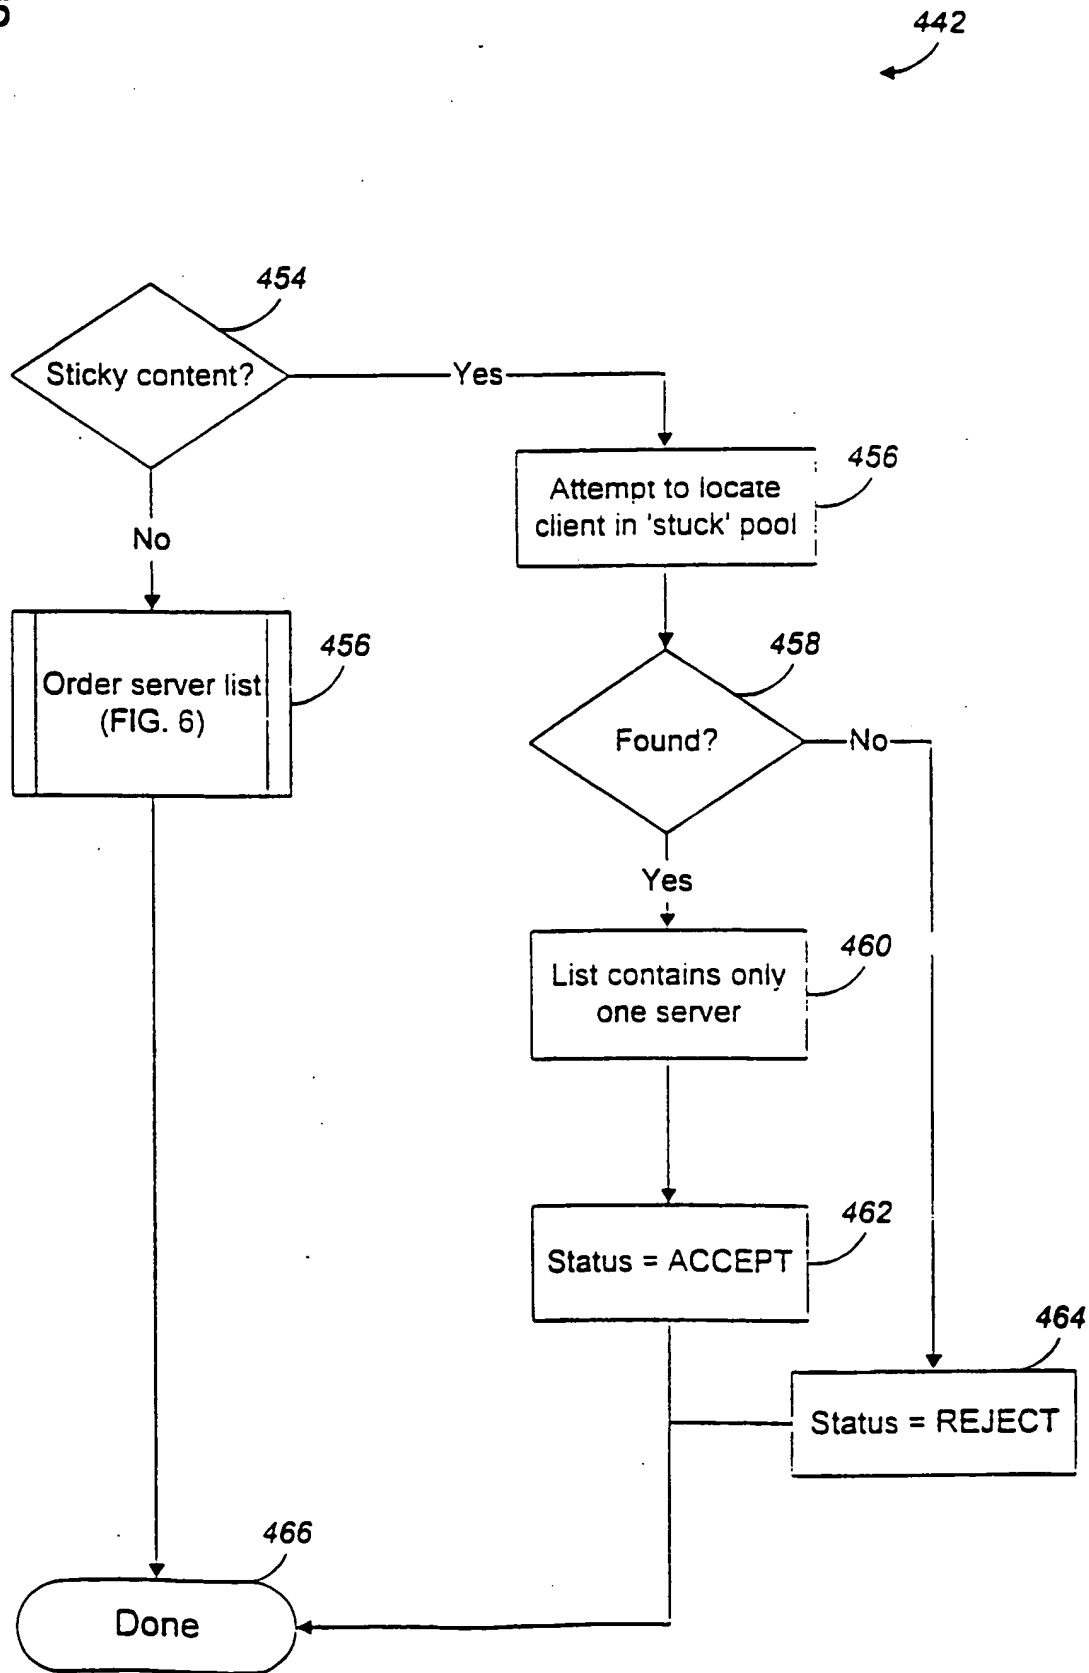 442
454
Sticky content?
Yes
456
Attempt to locate
client in 'stuck' pool
No
456
Order server list
(FIG. 6)
458
Found?
No
Yes
460
List contains only
one server
462
Status = ACCEPT
464
Status = REJECT
466
Done